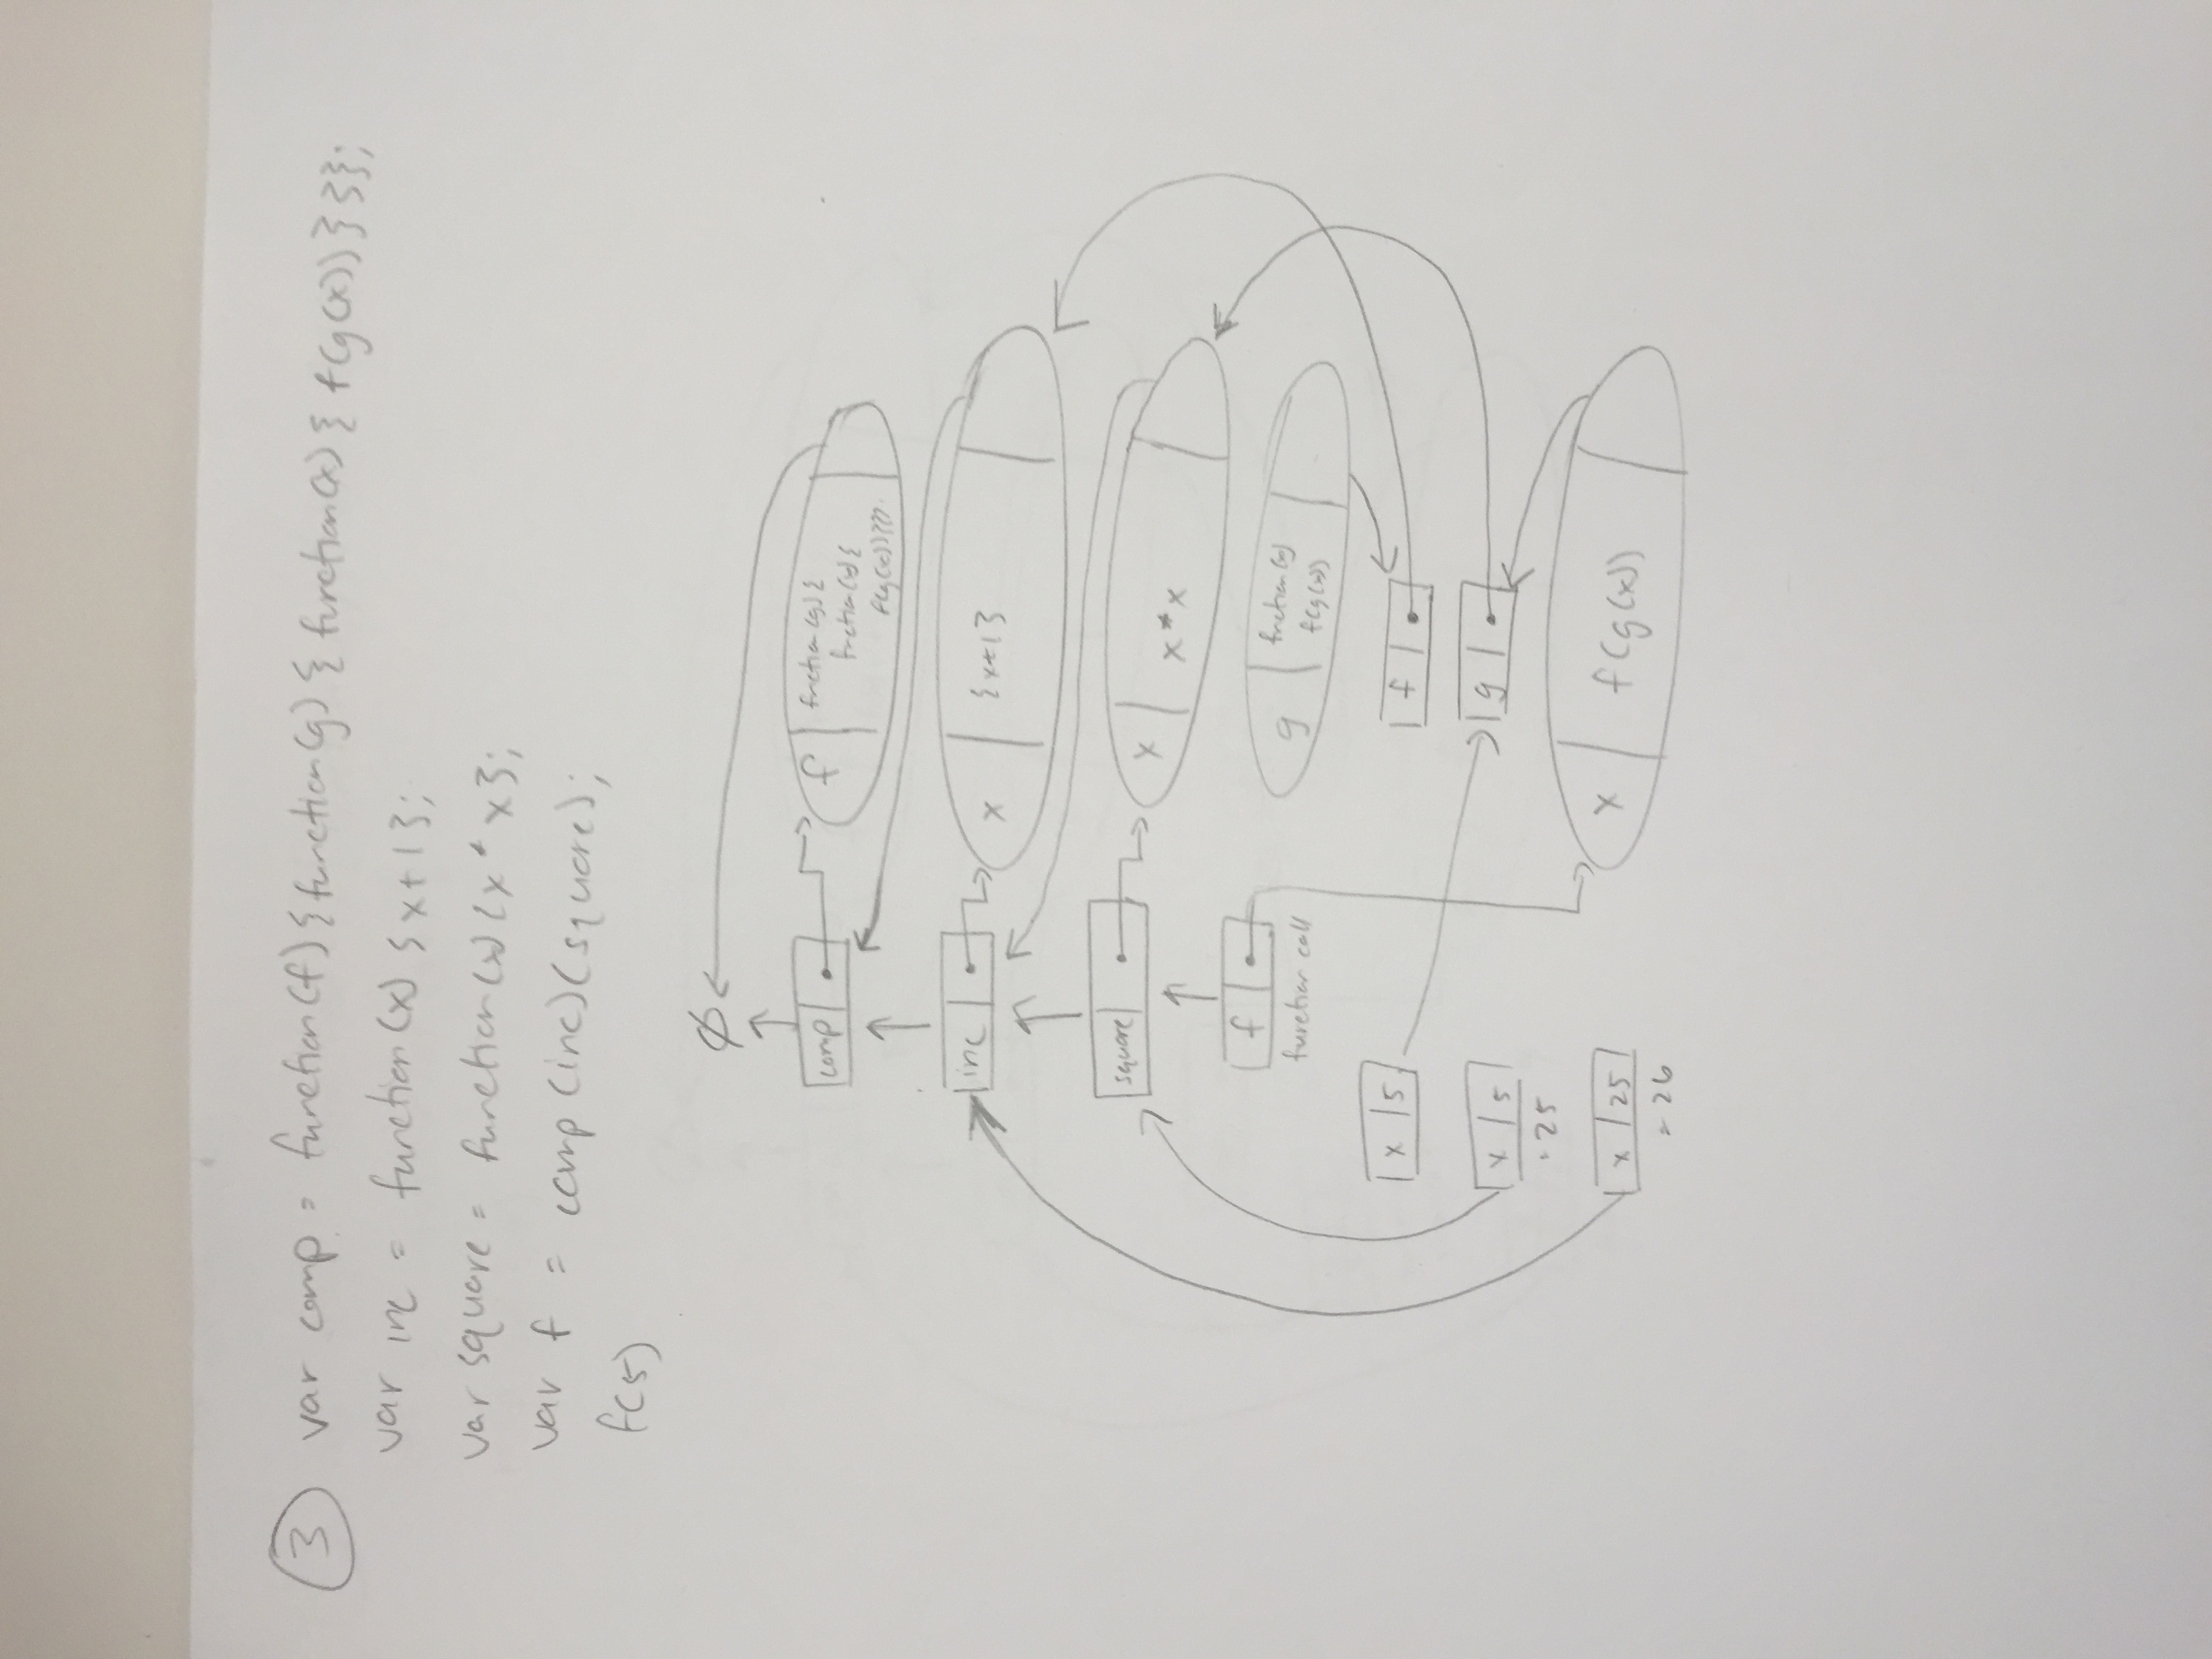 3 var comp = function(f){function(g){function(x){f(g(x))}}};
var inc = function(x){x+1};
var square = function(x){x * x};
var f = comp(inc)(square);
f(5)
∅
comp
f
function(g){
function(x){
f(g(x))}}}
inc
x
{x+1}
square
x
x*x
f
function call
g
function(x)
f(g(x))
x 5
f
x 5
= 25
g
x 25
= 26
x
f(g(x))